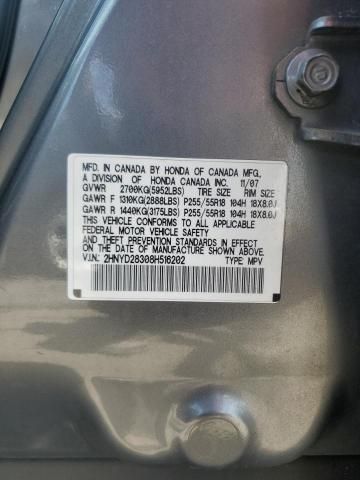 MFD. IN CANADA BY HONDA OF CANADA MFG.,
A DIVISION OF HONDA CANADA INC. 11/07
GVWR 2700KG(5952LBS) TIRE SIZE RIM SIZE
GAWR F 1310KG(2888LBS) P255/55R18 104H 18X8.0J
GAWR R 1440KG(3175LBS) P255/55R18 104H 18X8.0J
THIS VEHICLE CONFORMS TO ALL APPLICABLE
FEDERAL MOTOR VEHICLE SAFETY AND
THEFT PREVENTION STANDARDS IN EFFECT
ON THE DATE OF MANUFACTURE SHOWN ABOVE.
V.I.N.: 2HNYD28308H516202 TYPE: MPV